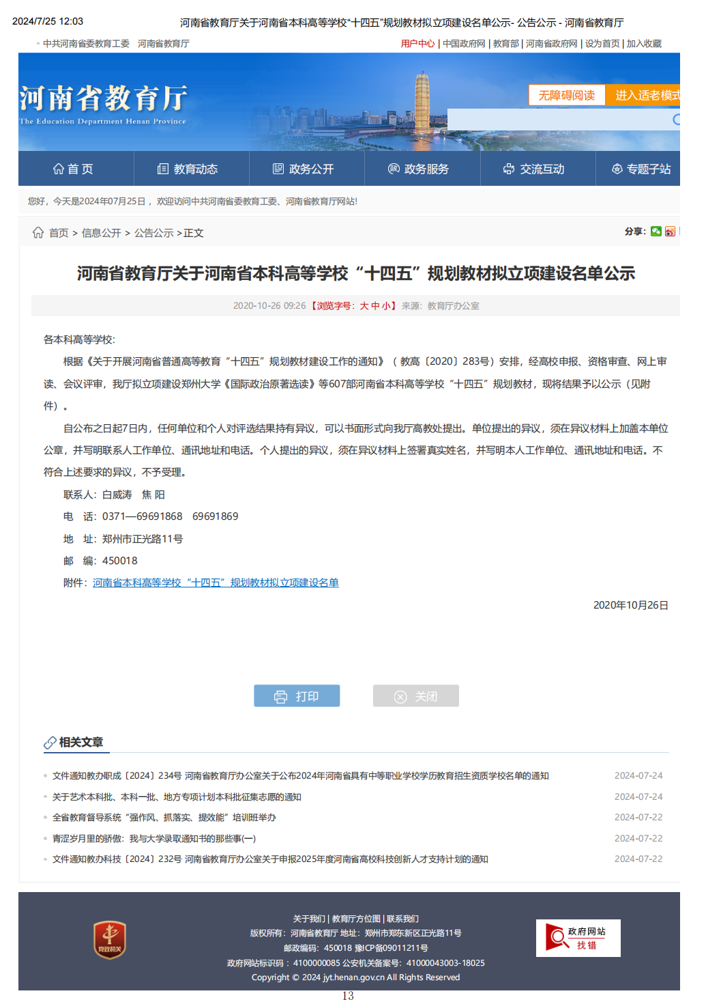 2024/7/25 12:03
河南省教育厅关于河南省本科高等学校“十四五”规划教材拟立项建设名单公示- 公告公示 - 河南省教育厅
中共河南省委教育工委 河南省教育厅
用户中心 | 中国政府网 | 教育部 | 河南省政府网 | 设为首页 | 加入收藏
河南省教育厅
The Education Department Henan Province
无障碍阅读 进入适老模式
首 页 教育动态 政务公开 政务服务 交流互动 专题子站
您好，今天是2024年07月25日 ，欢迎访问中共河南省委教育工委、河南省教育厅网站!
首页 > 信息公开 > 公告公示 >正文
分享：
河南省教育厅关于河南省本科高等学校“十四五”规划教材拟立项建设名单公示
2020-10-26 09:26 【浏览字号：大 中 小】 来源：教育厅办公室
各本科高等学校:
根据《关于开展河南省普通高等教育“十四五”规划教材建设工作的通知》（ 教高〔2020〕283号）安排，经高校申报、资格审查、网上审
读、会议评审，我厅拟立项建设郑州大学《国际政治原著选读》等607部河南省本科高等学校“十四五”规划教材，现将结果予以公示（见附
件）。
自公布之日起7日内，任何单位和个人对评选结果持有异议，可以书面形式向我厅高教处提出。单位提出的异议，须在异议材料上加盖本单位
公章，并写明联系人工作单位、通讯地址和电话。个人提出的异议，须在异议材料上签署真实姓名，并写明本人工作单位、通讯地址和电话。不
符合上述要求的异议，不予受理。
联系人：白威涛 焦 阳
电 话：0371—69691868 69691869
地 址：郑州市正光路11号
邮 编：450018
附件：河南省本科高等学校“十四五”规划教材拟立项建设名单
2020年10月26日
打印 关闭
相关文章
文件通知教办职成〔2024〕234号 河南省教育厅办公室关于公布2024年河南省具有中等职业学校学历教育招生资质学校名单的通知 2024-07-24
关于艺术本科批、本科一批、地方专项计划本科批征集志愿的通知 2024-07-24
全省教育督导系统“强作风、抓落实、提效能”培训班举办 2024-07-22
青涩岁月里的骄傲：我与大学录取通知书的那些事(一) 2024-07-22
文件通知教办科技〔2024〕232号 河南省教育厅办公室关于申报2025年度河南省高校科技创新人才支持计划的通知 2024-07-22
关于我们 | 教育厅方位图 | 联系我们
版权所有：河南省教育厅 地址：郑州市郑东新区正光路11号
邮政编码：450018 豫ICP备09011211号
政府网站标识码 ：4100000085 公安机关备案号：41000043003-18025
Copyright © 2024 jyt.henan.gov.cn All Rights Reserved
党政机关
政府网站
找错
13